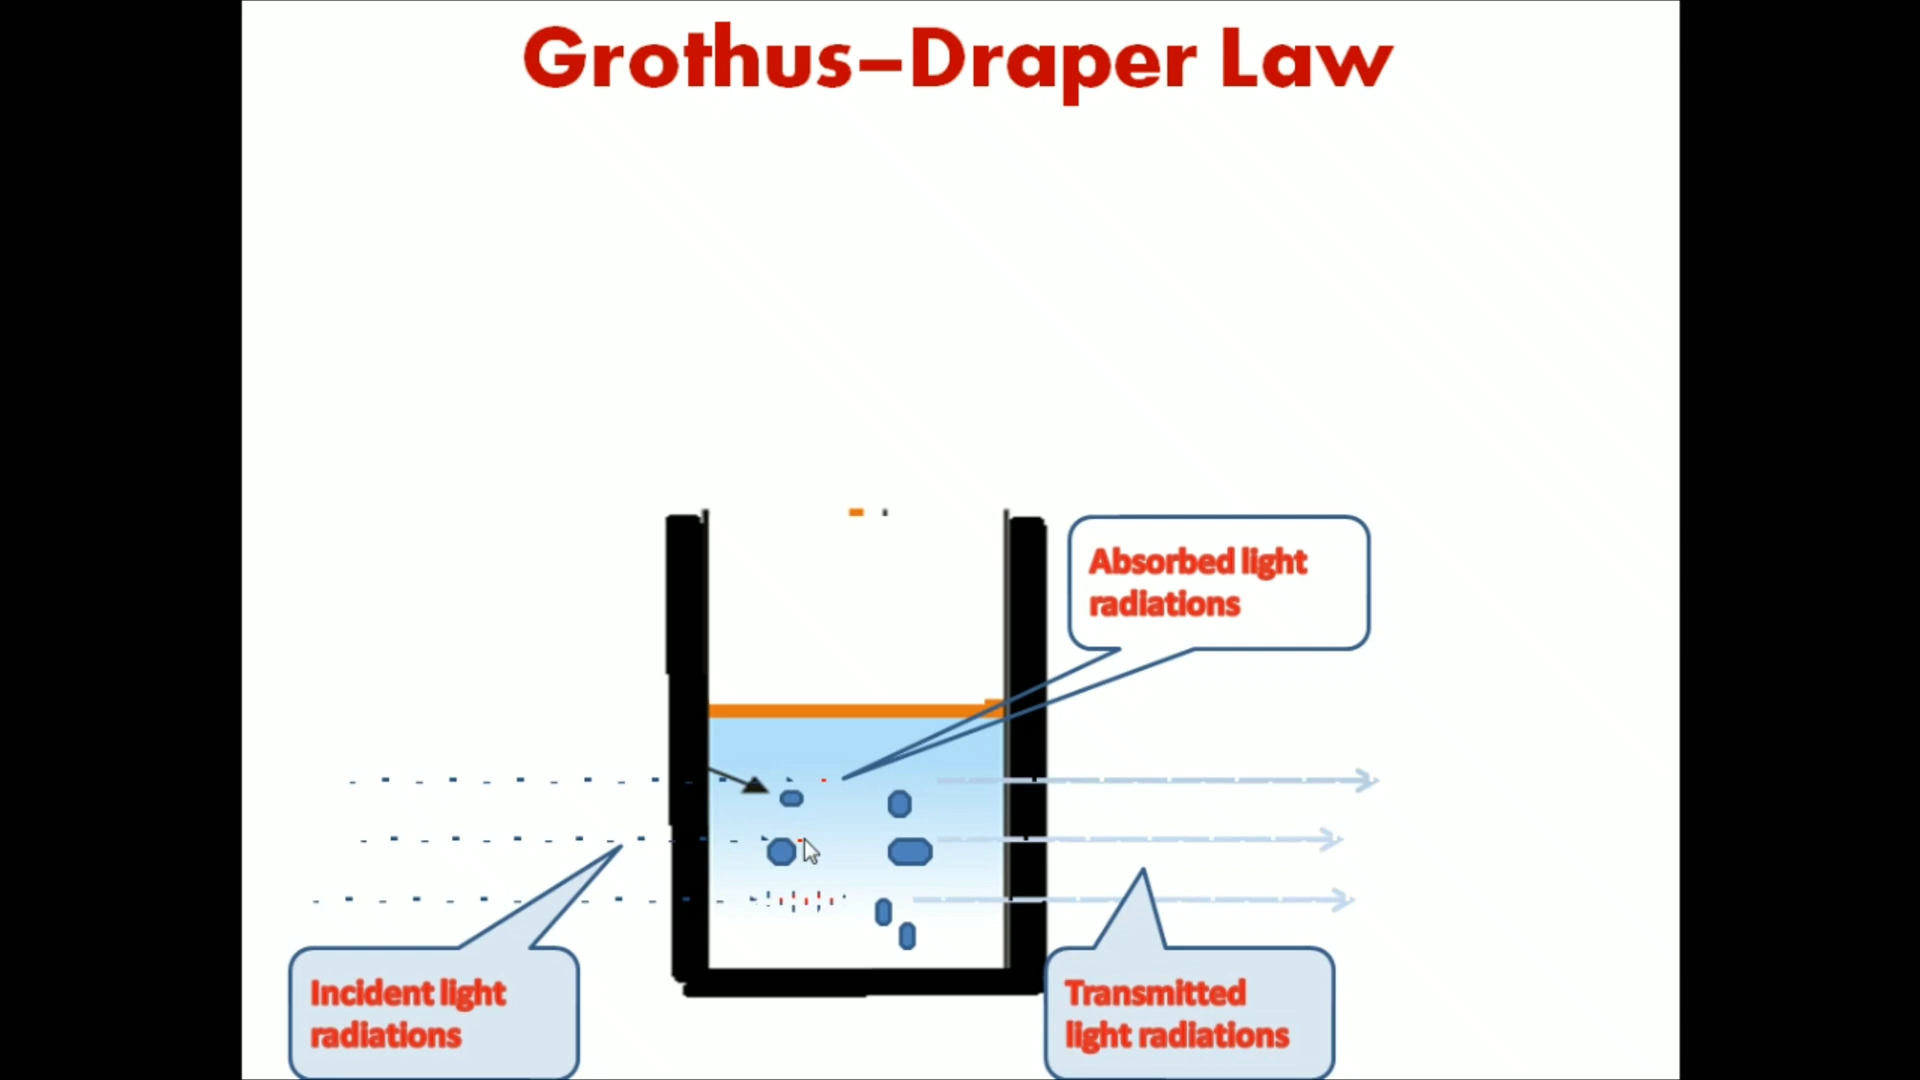 Grothus–Draper Law
Absorbed light
radiations
Incident light
radiations
Transmitted
light radiations